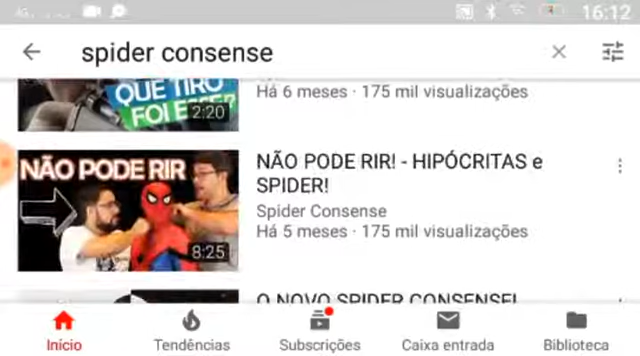 16:12
spider consense
QUE TIRO
FOI ESSE?
2:20
Há 6 meses · 175 mil visualizações
NÃO PODE RIR
8:25
NÃO PODE RIR! - HIPÓCRITAS e
SPIDER!
Spider Consense
Há 5 meses · 175 mil visualizações
O NOVO SPIDER CONSENSE!
Início
Tendências
Subscrições
Caixa entrada
Biblioteca